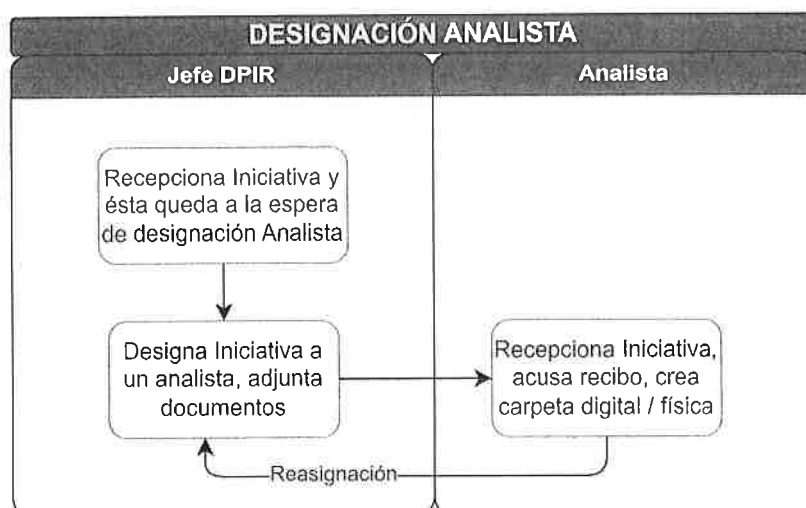 DESIGNACIÓN ANALISTA
Jefe DPIR
Analista
Recepciona Iniciativa y
ésta queda a la espera
de designación Analista
Designa Iniciativa a
un analista, adjunta
documentos
Recepciona Iniciativa,
acusa recibo, crea
carpeta digital / física
Reasignación